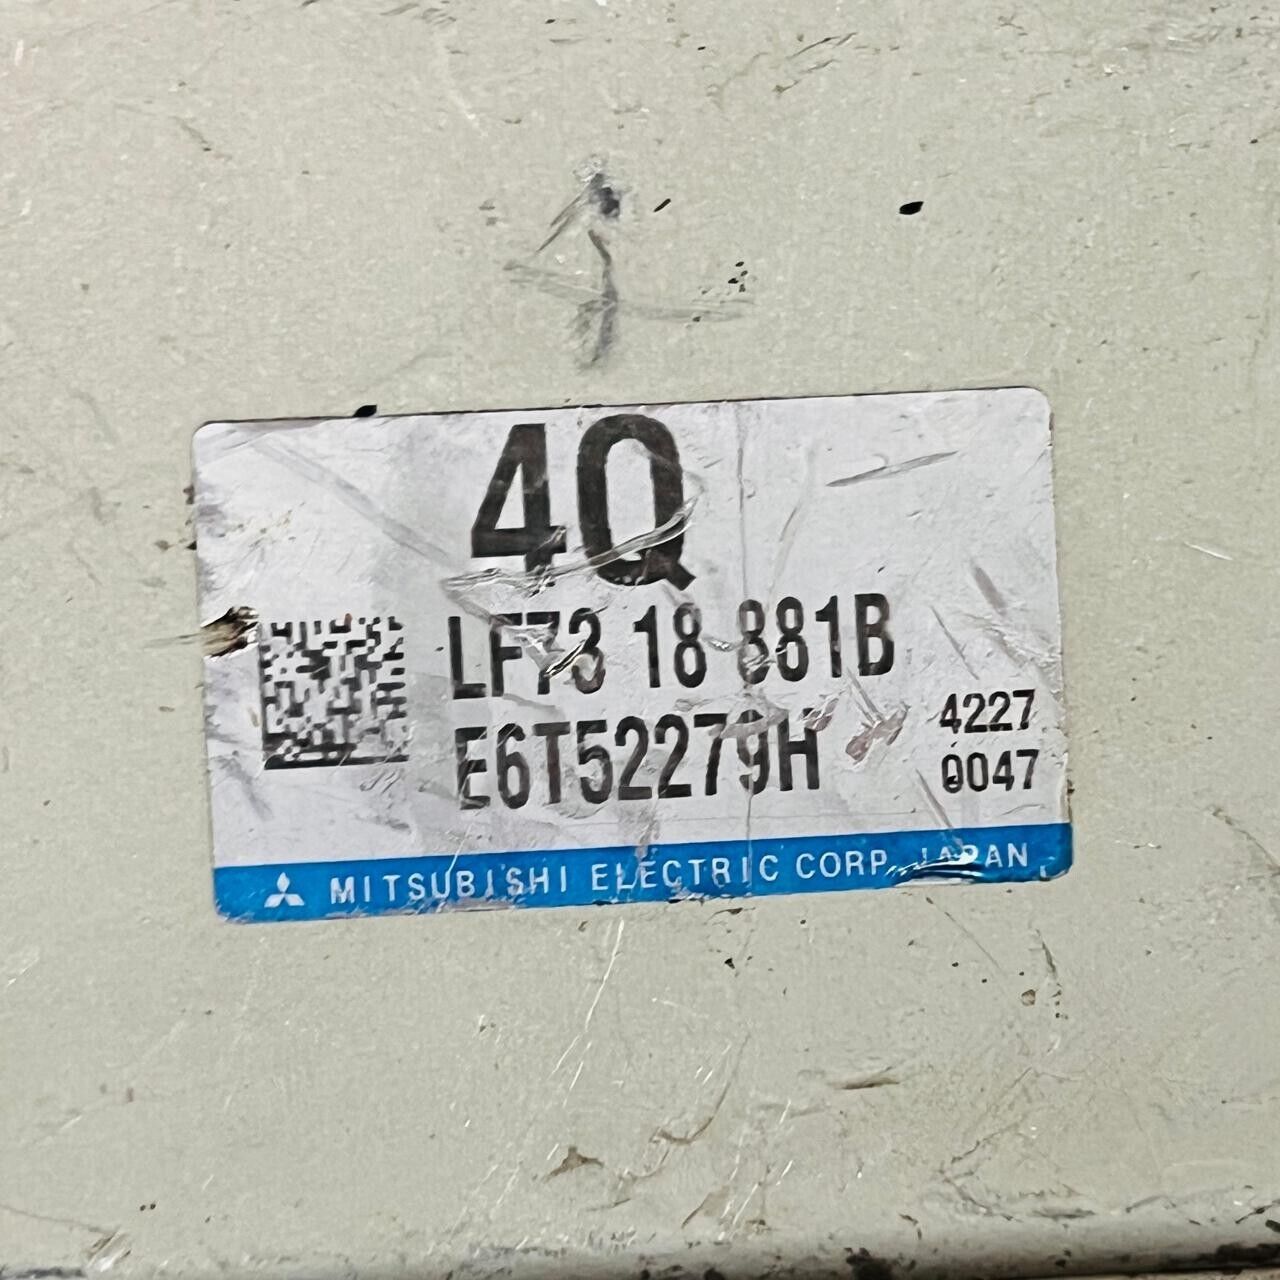 4Q
LF73 18 881B
E6T52279H
4227
0047
MITSUBISHI ELECTRIC CORP. JAPAN